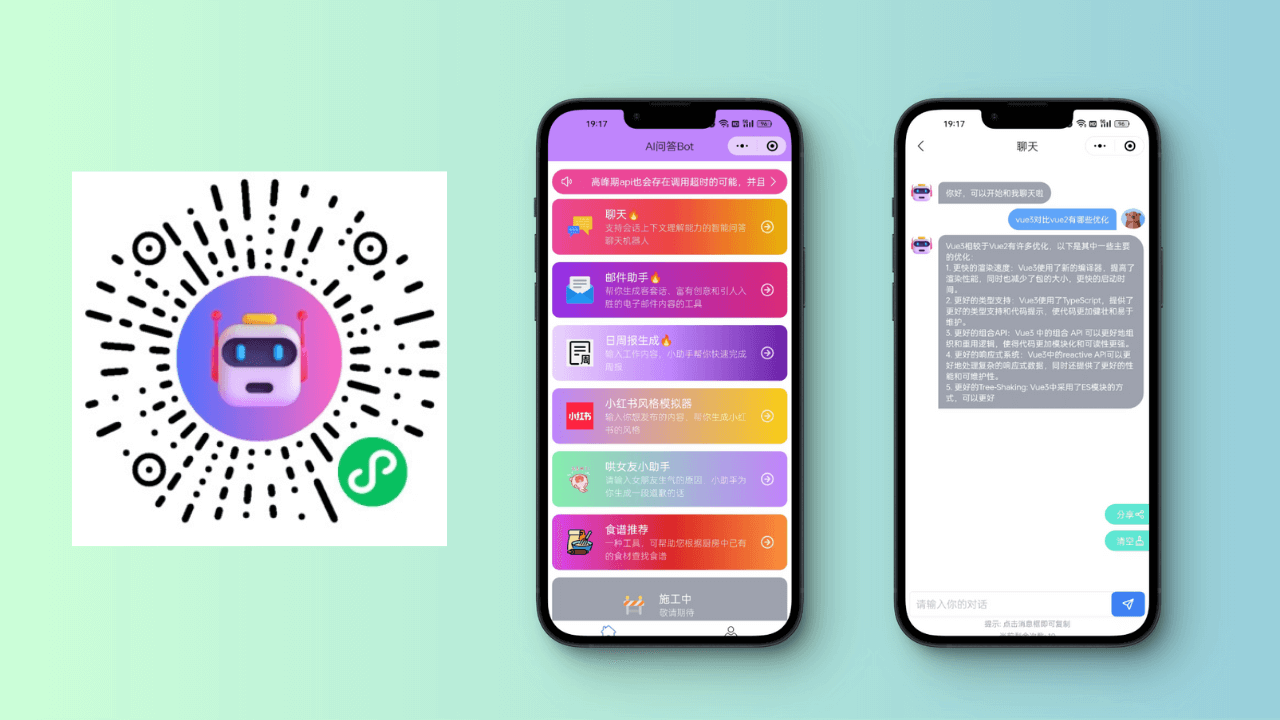 19:17
AI问答Bot
高峰期api也会存在调用超时的可能，并且
聊天🔥
支持会话上下文理解能力的智能问答
聊天机器人
邮件助手🔥
帮你生成客套话，富有创意和引人入
胜的电子邮件内容的工具
周
日周报生成🔥
输入工作内容，小助手帮你快速完成
周报
小红书
小红书风格模拟器
输入你想发布的内容，帮你生成小红
书的风格
哄女友小助手
请输入女朋友生气的原因，小助手为
你生成一段道歉的话
食谱推荐
一种工具，可帮助您根据厨房中已有
的食材查找食谱
施工中
敬请期待
19:17
聊天
你好，可以开始和我聊天啦
vue3对比vue2有哪些优化
Vue3相较于Vue2有许多优化，以下是其中一些主要
的优化：
1. 更快的渲染速度：Vue3使用了新的编译器，提高了
渲染性能，同时也减少了包的大小，更快的启动时
间。
2. 更好的类型支持：Vue3使用了TypeScript，提供了
更好的类型支持和代码提示，使代码更加健壮和易于
维护。
3. 更好的组合API：Vue3 中的组合 API 可以更好地组
织和重用逻辑，使得代码更加模块化和可读性更强。
4. 更好的响应式系统：Vue3中的reactive API可以更
好地处理复杂的响应式数据，同时还提供了更好的性
能和可维护性。
5. 更好的Tree-Shaking: Vue3中采用了ES模块的方
式，可以更好
分享
清空
请输入你的对话
提示: 点击消息框即可复制